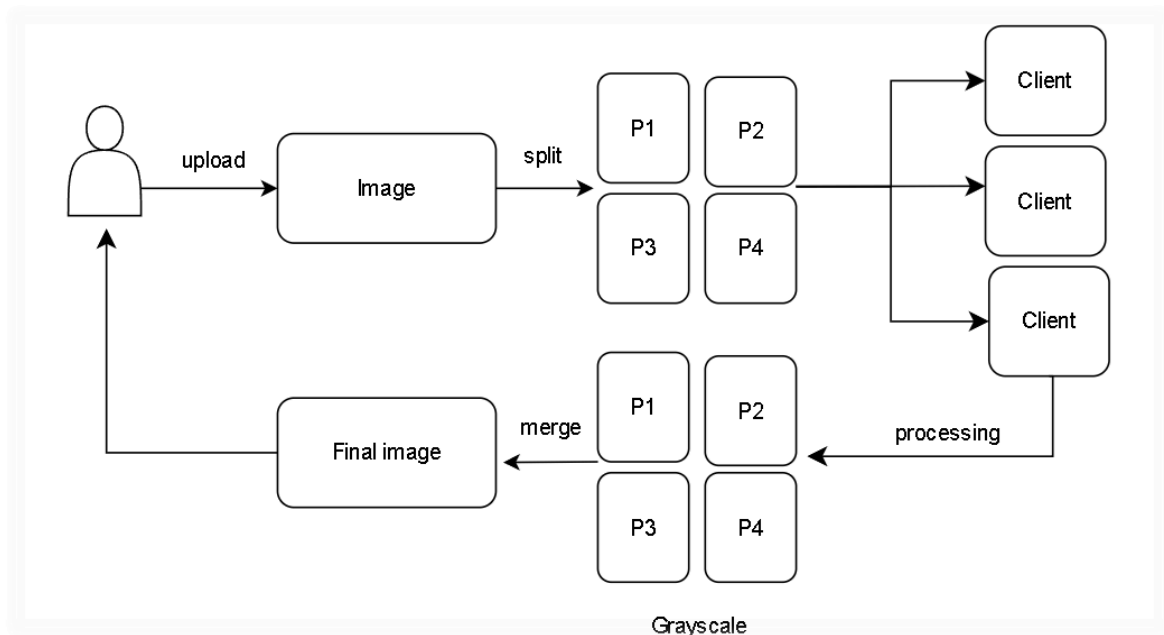 upload
Image
split
P1
P2
P3
P4
Client
Client
Client
processing
P1
P2
P3
P4
merge
Final image
Grayscale